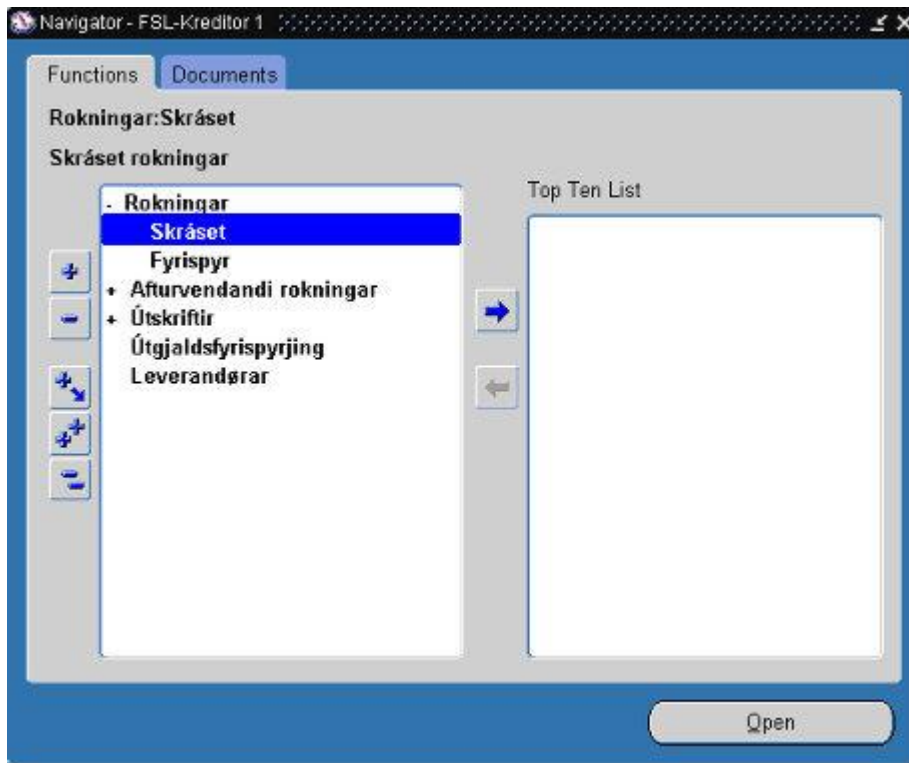 Navigator - FSL-Kreditor 1
Functions Documents
Rokningar:Skráset
Skráset rokningar
Top Ten List
- Rokningar
Skráset
Fyrispyr
+ Afturvendandi rokningar
+ Útskriftir
Útgjaldsfyrispyrjing
Leverandørar
Open